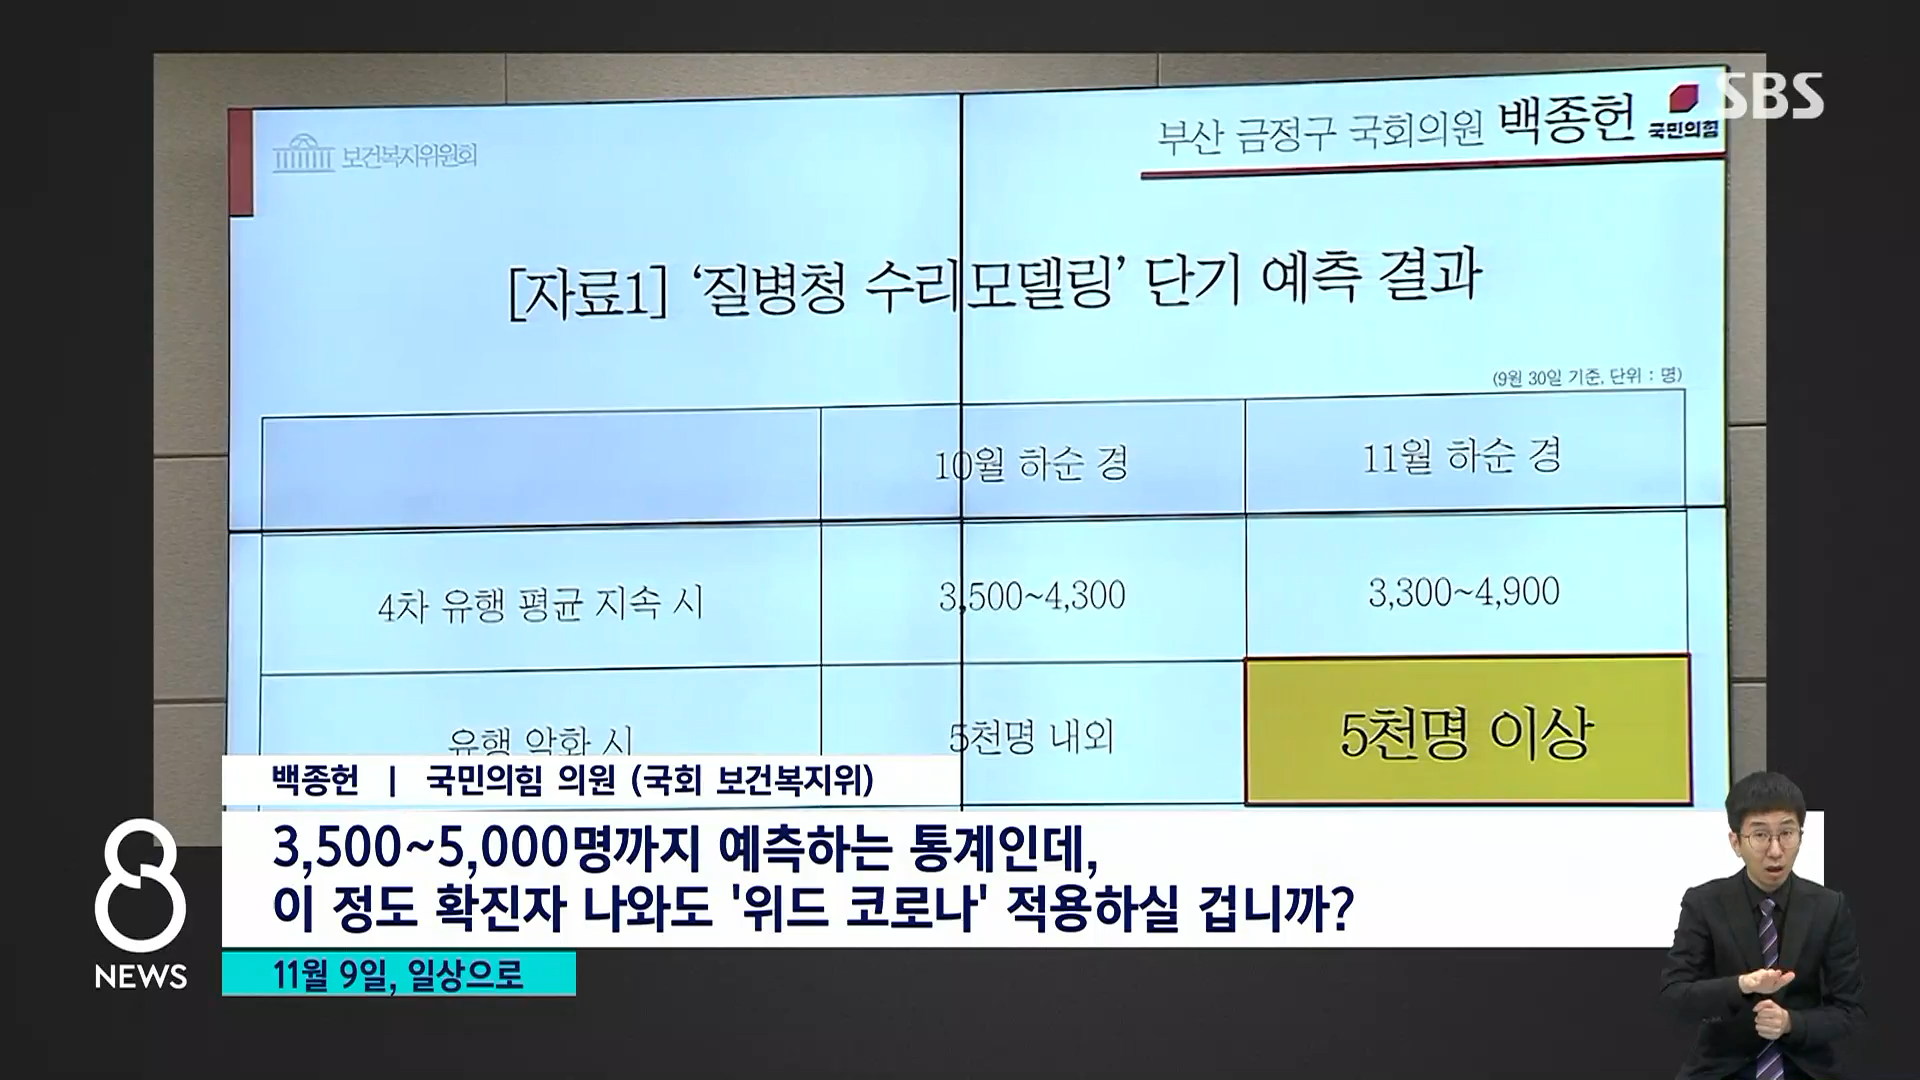 SBS
보건복지위원회
부산 금정구 국회의원 백종헌
국민의힘
[자료1] ‘질병청 수리모델링’ 단기 예측 결과
(9월 30일 기준, 단위 : 명)
10월 하순 경
11월 하순 경
4차 유행 평균 지속 시
3,500~4,300
3,300~4,900
유행 악화 시
5천명 내외
5천명 이상
백종헌 | 국민의힘 의원 (국회 보건복지위)
3,500~5,000명까지 예측하는 통계인데,
이 정도 확진자 나와도 '위드 코로나' 적용하실 겁니까?
8
NEWS
11월 9일, 일상으로